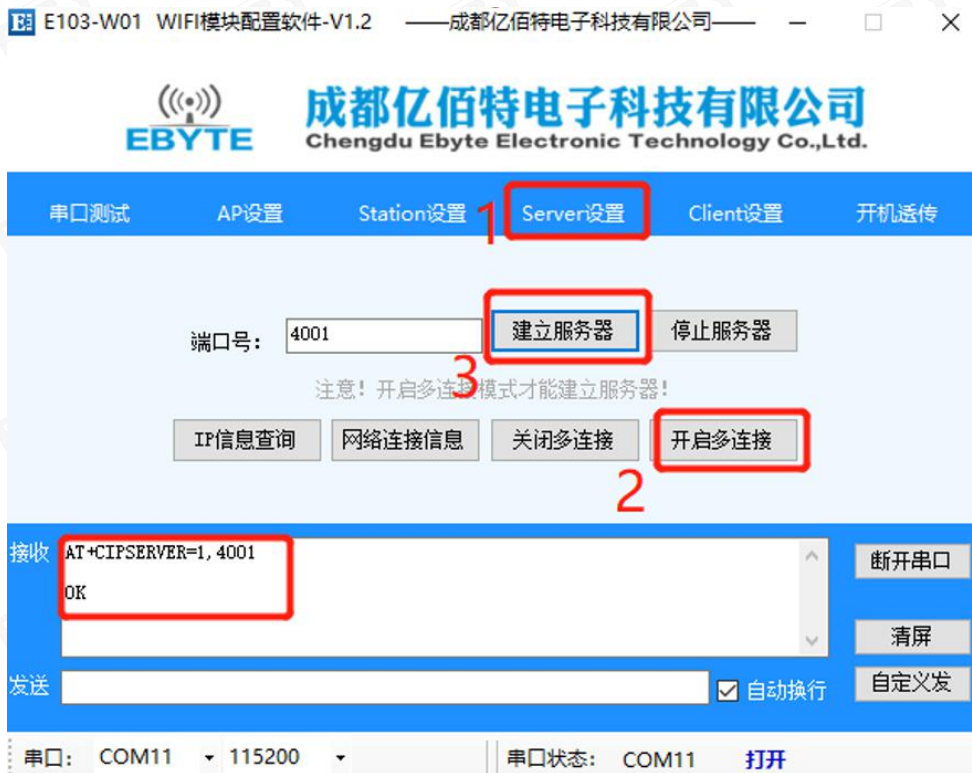 E103-W01 WIFI模块配置软件-V1.2 ——成都亿佰特电子科技有限公司——
EBYTE
成都亿佰特电子科技有限公司
Chengdu Ebyte Electronic Technology Co.,Ltd.
串口测试 AP设置 Station设置 1 Server设置 Client设置 开机透传
端口号： 4001 建立服务器 停止服务器
3
注意！开启多连接模式才能建立服务器！
IP信息查询 网络连接信息 关闭多连接 开启多连接
2
接收 AT+CIPSERVER=1,4001 断开串口
OK
清屏
发送 自动换行 自定义发
串口： COM11 115200 串口状态： COM11 打开